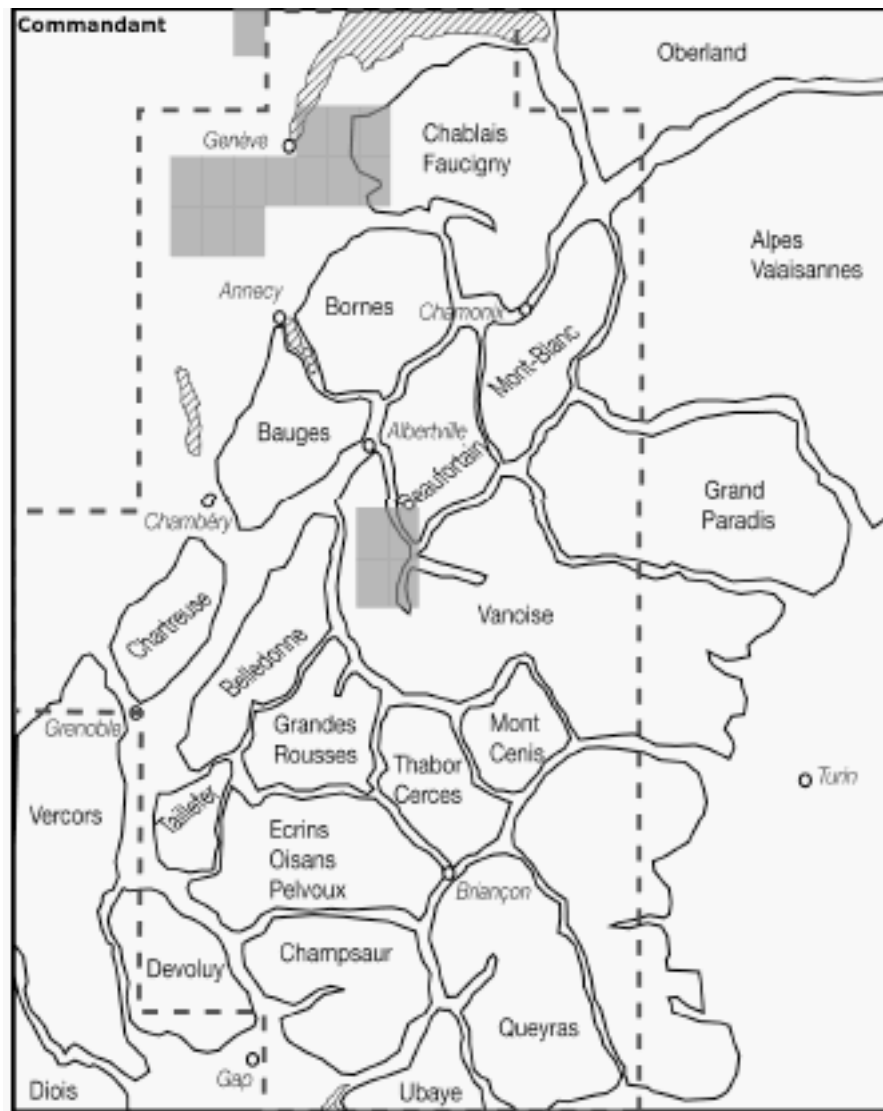 Commandant
Oberland
Genève
Chablais
Faucigny
Alpes
Valaisannes
Annecy
Bornes
Chamonix
Mont-Blanc
Bauges
Albertville
Beaufortain
Grand
Paradis
Chambéry
Chartreuse
Vanoise
Belledonne
Grenoble
Grandes
Rousses
Mont
Cenis
Thabor
Cerces
Turin
Vercors
Taillefer
Ecrins
Oisans
Pelvoux
Briançon
Champsaur
Devoluy
Queyras
Gap
Diois
Ubaye